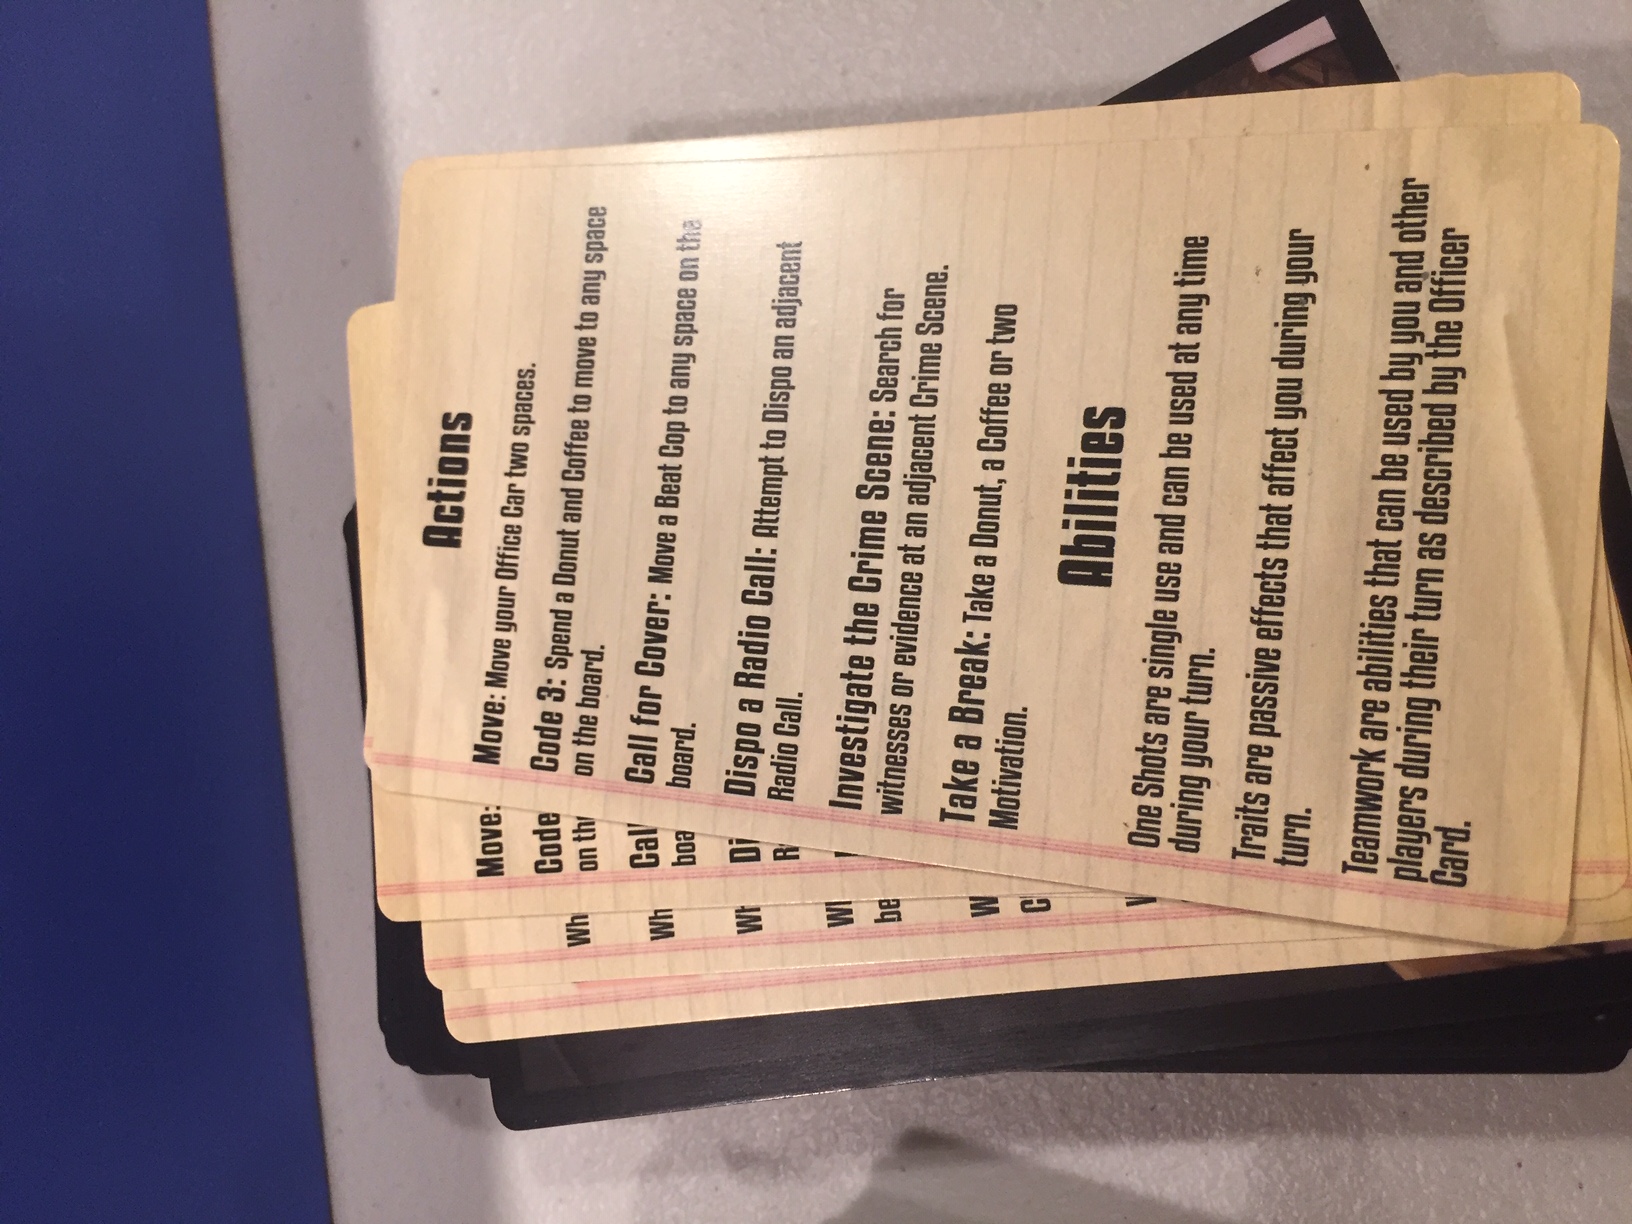 Actions
Move: Move your Office Car two spaces.
Code 3: Spend a Donut and Coffee to move to any space
on the board.
Call for Cover: Move a Beat Cop to any space on the
board.
Dispo a Radio Call: Attempt to Dispo an adjacent
Radio Call.
Investigate the Crime Scene: Search for
witnesses or evidence at an adjacent Crime Scene.
Take a Break: Take a Donut, a Coffee or two
Motivation.
Abilities
One Shots are single use and can be used at any time
during your turn.
Traits are passive effects that affect you during your
turn.
Teamwork are abilities that can be used by you and other
players during their turn as described by the Officer
Card.
Move:
Code
on